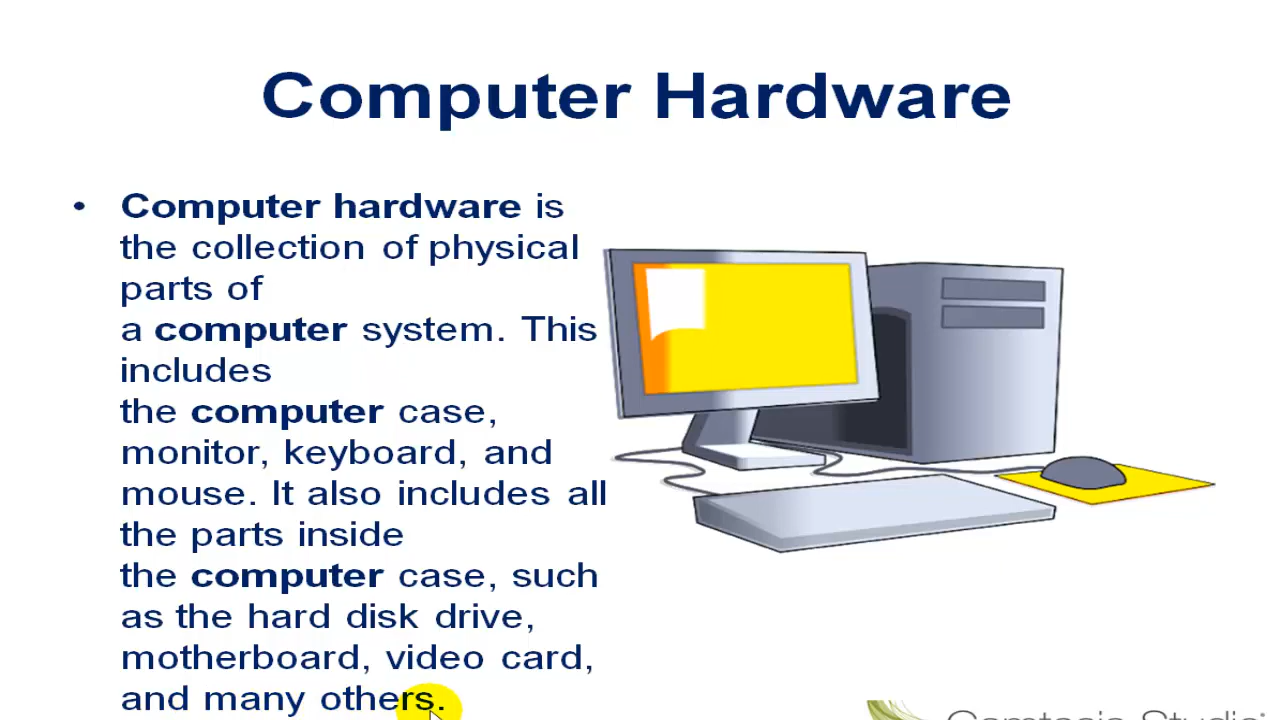 Computer Hardware
• Computer hardware is
the collection of physical
parts of
a computer system. This
includes
the computer case,
monitor, keyboard, and
mouse. It also includes all
the parts inside
the computer case, such
as the hard disk drive,
motherboard, video card,
and many others.
Camtasia Studio